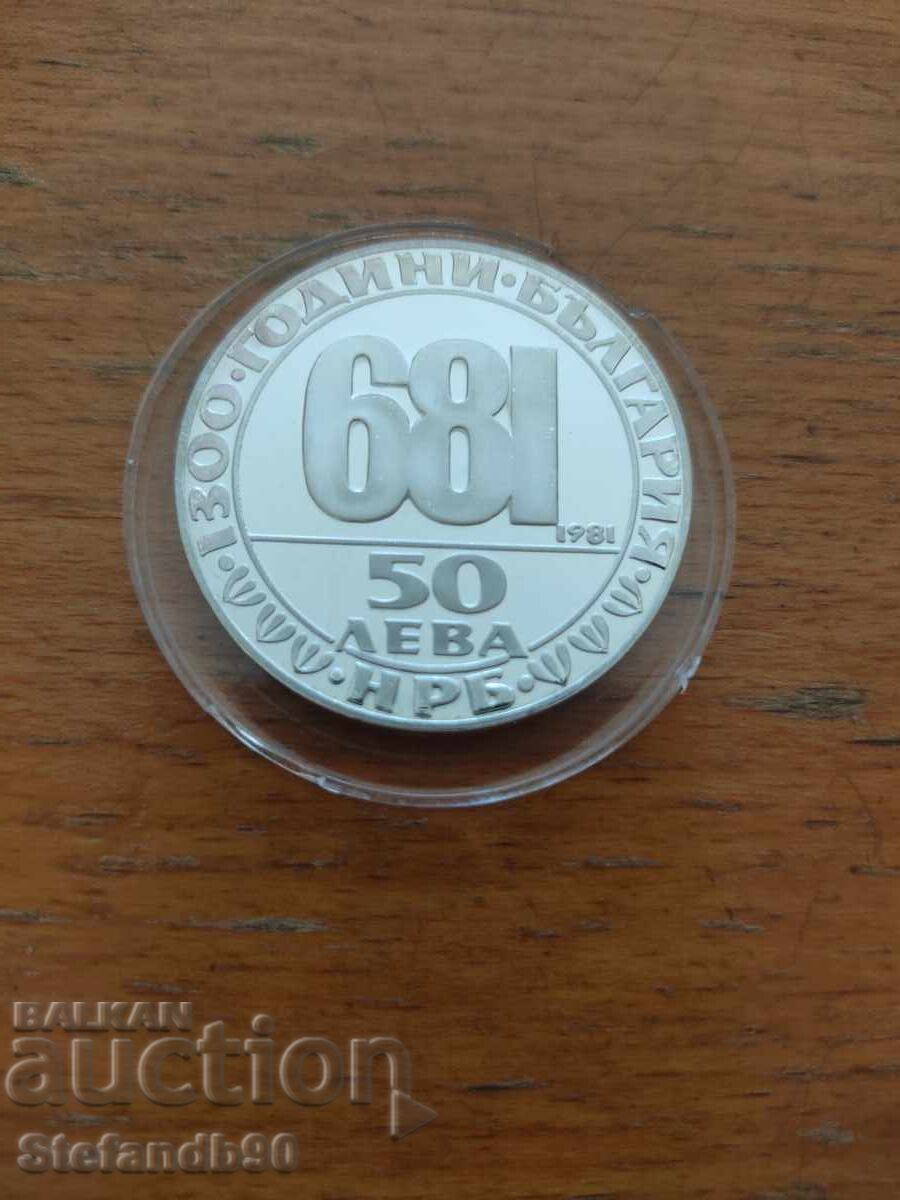 1300·ГОДИНИ·БЪЛГАРИЯ
681
1981
50
ЛЕВА
·НРБ·
BALKAN
auction
Stefandb90